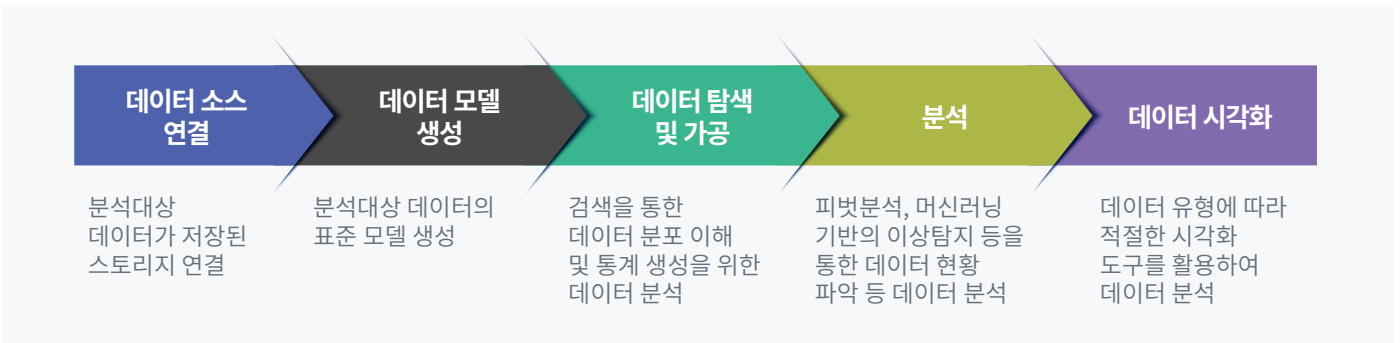 데이터 소스
연결
데이터 모델
생성
데이터 탐색
및 가공
분석
데이터 시각화
분석대상
데이터가 저장된
스토리지 연결
분석대상 데이터의
표준 모델 생성
검색을 통한
데이터 분포 이해
및 통계 생성을 위한
데이터 분석
피벗분석, 머신러닝
기반의 이상탐지 등을
통한 데이터 현황
파악 등 데이터 분석
데이터 유형에 따라
적절한 시각화
도구를 활용하여
데이터 분석